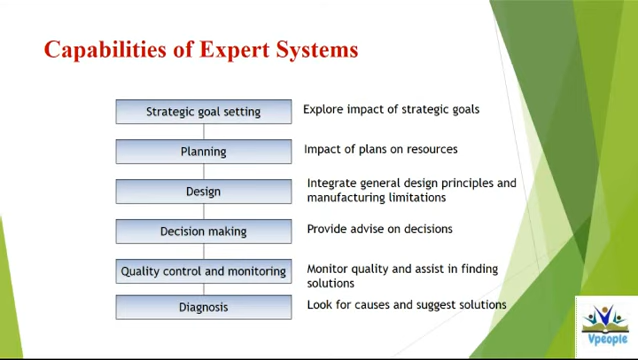 Capabilities of Expert Systems
Strategic goal setting
Explore impact of strategic goals
Planning
Impact of plans on resources
Design
Integrate general design principles and
manufacturing limitations
Decision making
Provide advise on decisions
Quality control and monitoring
Monitor quality and assist in finding
solutions
Diagnosis
Look for causes and suggest solutions
Vpeople